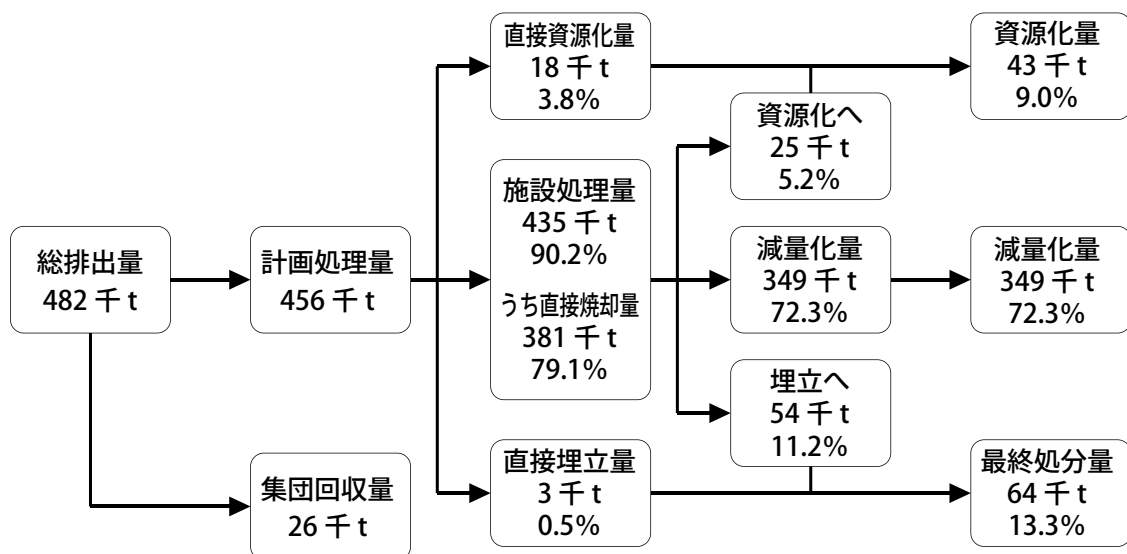 総排出量
482 千 t
計画処理量
456 千 t
集団回収量
26 千 t
直接資源化量
18 千 t
3.8%
施設処理量
435 千 t
90.2%
うち直接焼却量
381 千 t
79.1%
直接埋立量
3 千 t
0.5%
資源化へ
25 千 t
5.2%
減量化量
349 千 t
72.3%
埋立へ
54 千 t
11.2%
資源化量
43 千 t
9.0%
減量化量
349 千 t
72.3%
最終処分量
64 千 t
13.3%